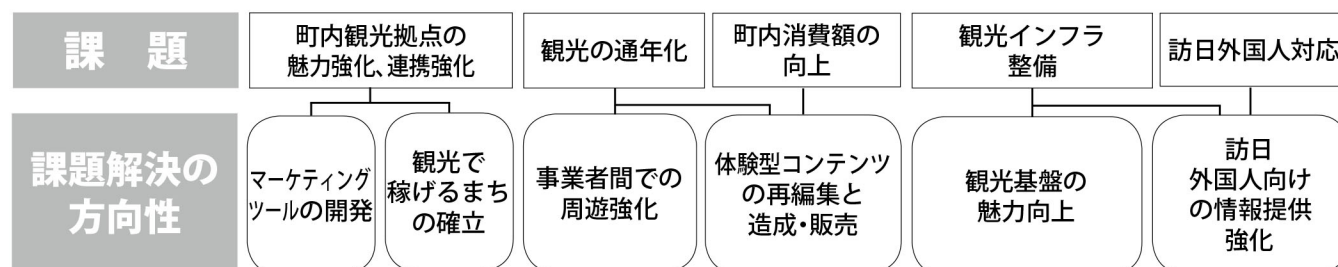 課題
町内観光拠点の
魅力強化、連携強化
観光の通年化
町内消費額の
向上
観光インフラ
整備
訪日外国人対応
課題解決の
方向性
マーケティング
ツールの開発
観光で
稼げるまち
の確立
事業者間での
周遊強化
体験型コンテンツ
の再編集と
造成・販売
観光基盤の
魅力向上
訪日
外国人向け
の情報提供
強化